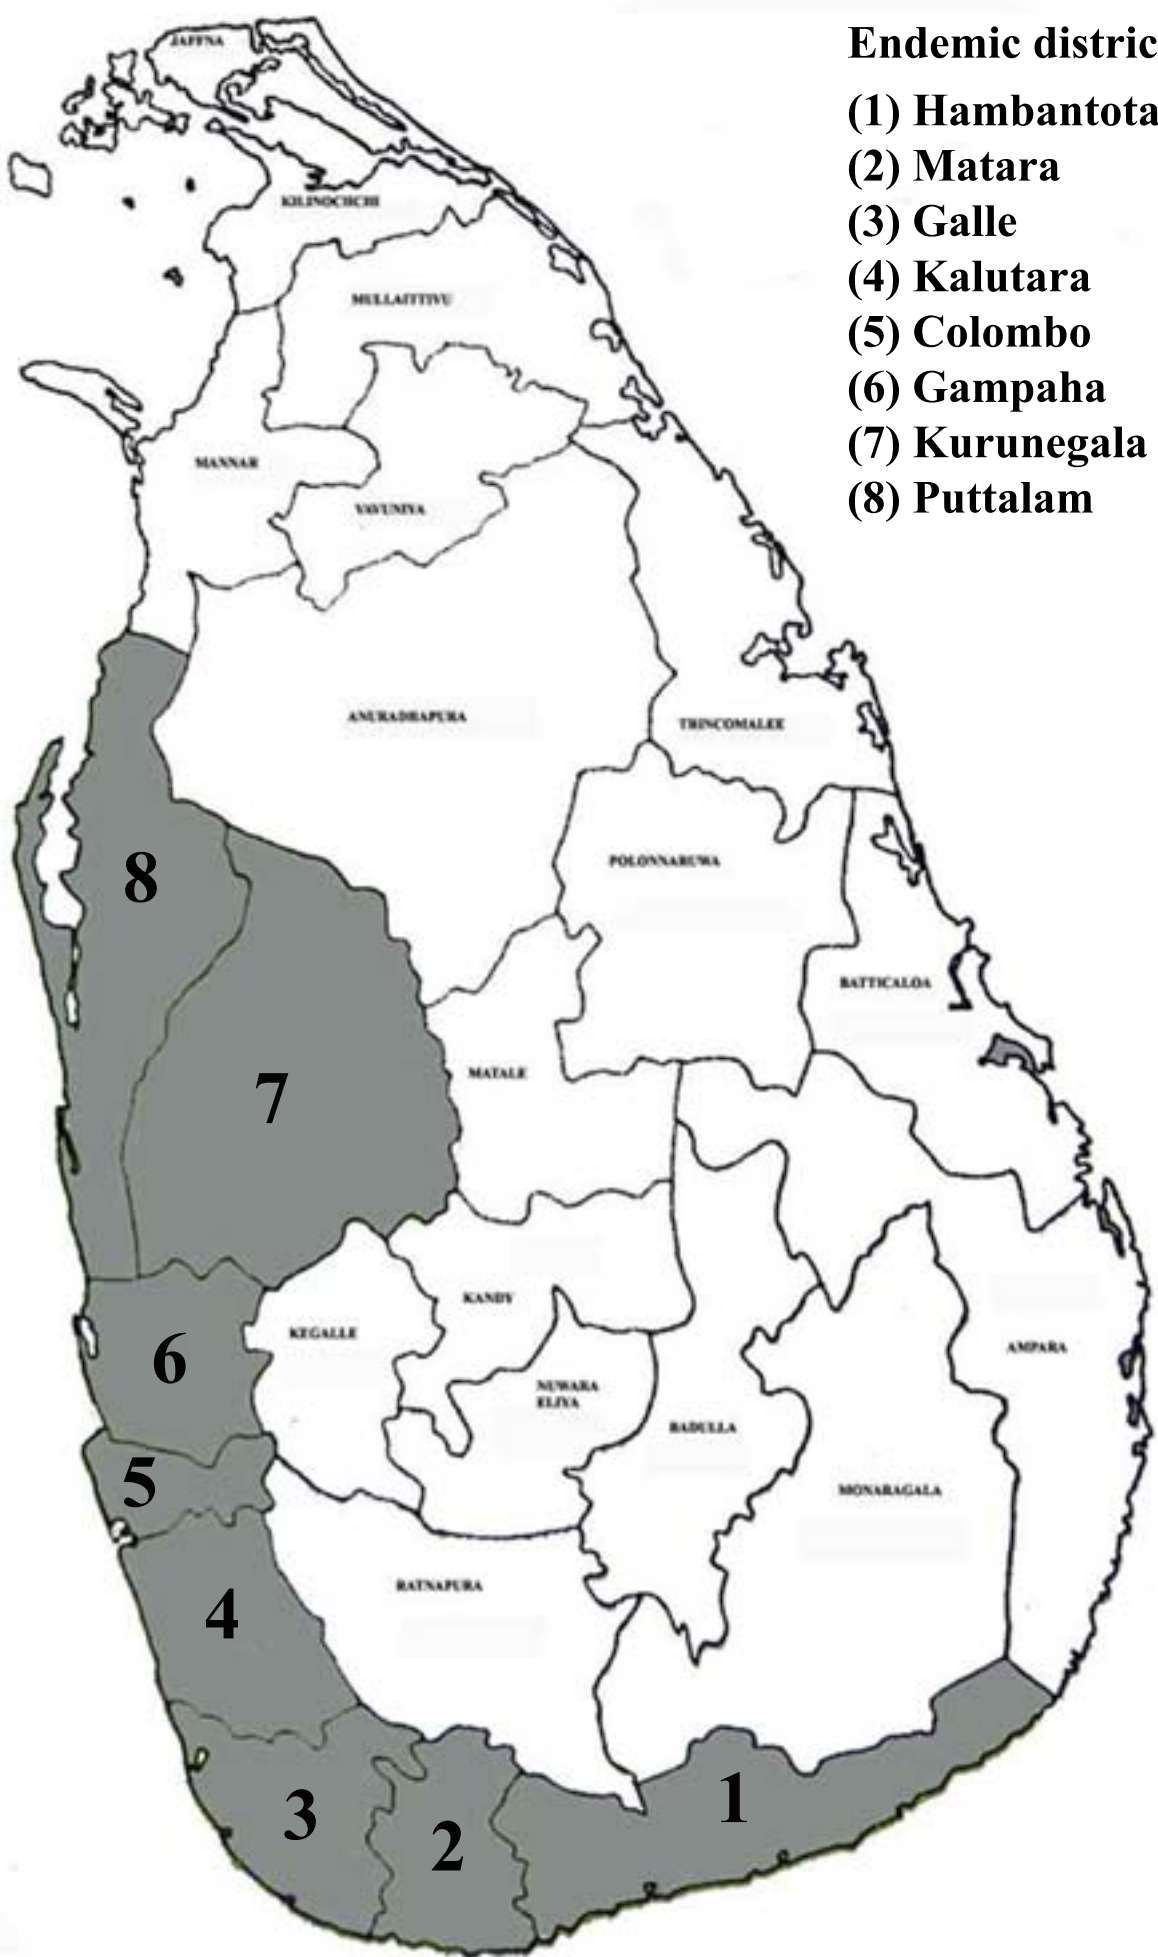 Endemic distric
(1) Hambantota
(2) Matara
(3) Galle
(4) Kalutara
(5) Colombo
(6) Gampaha
(7) Kurunegala
(8) Puttalam
JAFFNA
KILINOCHCHI
MULLAITTIVU
MANNAR
VAVUNIYA
ANURADHAPURA
TRINCOMALEE
POLONNARUWA
8
BATTICALOA
MATALE
7
KANDY
KEGALLE
AMPARA
6
NUWARA
ELIYA
BADULLA
5
MONARAGALA
RATNAPURA
4
1
3
2